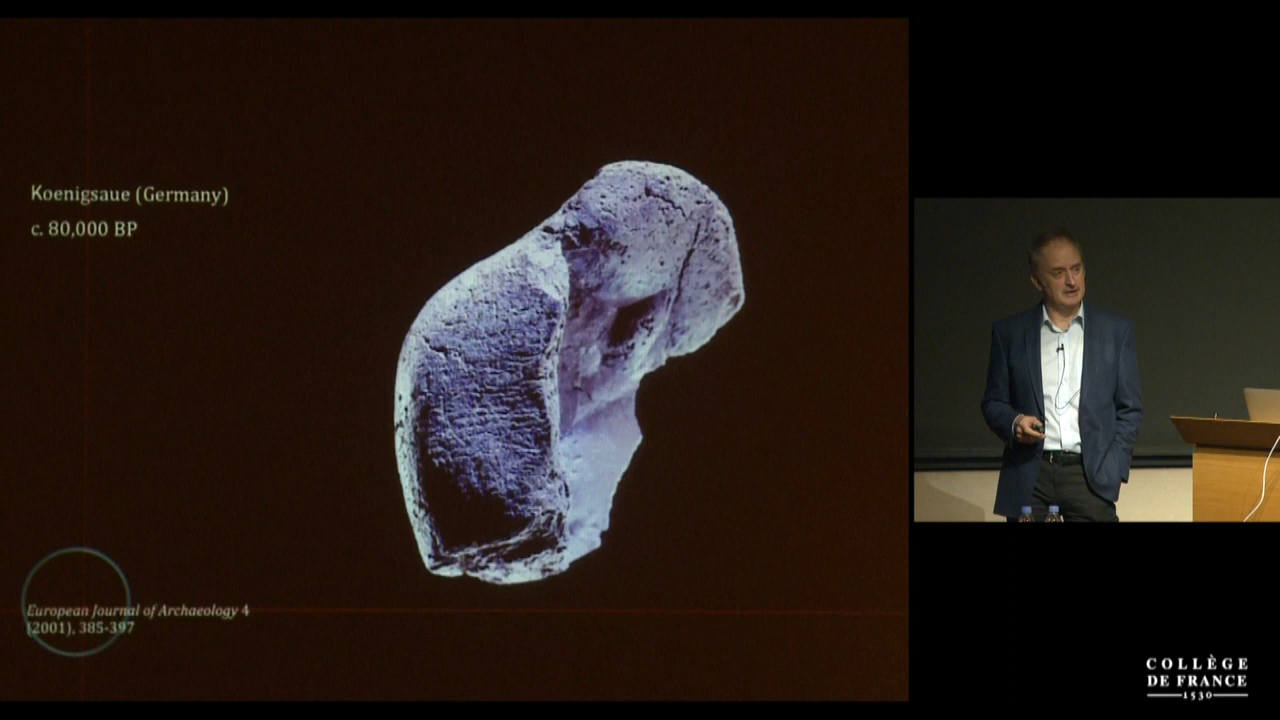 Koenigsaue (Germany)
c. 80,000 BP
European Journal of Archaeology 4
(2001), 385-397
COLLÈGE
DE FRANCE
1530